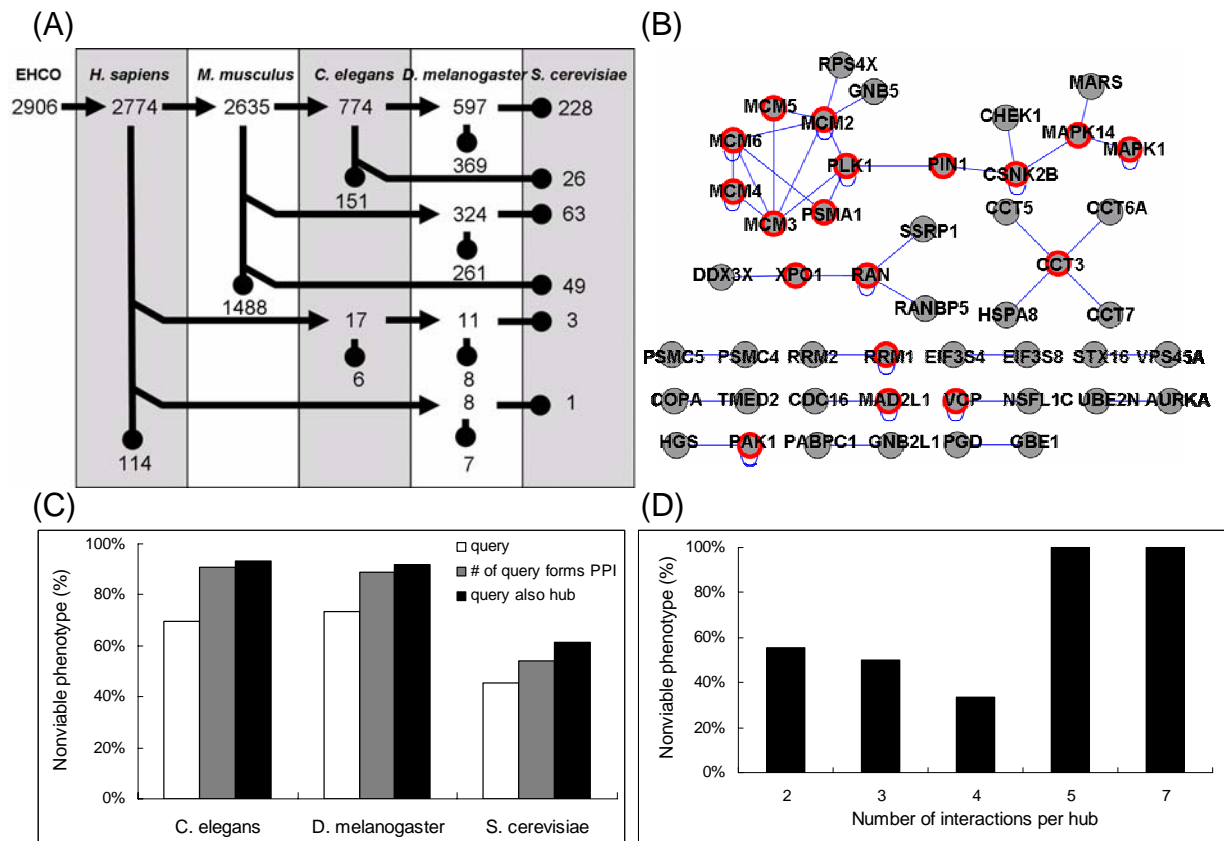 (A)
EHCO H. sapiens M. musculus C. elegans D. melanogaster S. cerevisiae
2906 2774 2635 774 597 228
369
26
151
324 63
261
1488 49
17 11 3
6 8
8 1
114 7
(B)
RPS4X
GNB5
MCM5
MCM2
MCM6
MCM4
MCM3
PSMA1
PLK1
PIN1
CHEK1
CSNK2B
MARS
MAPK14
MAPK1
CCT5
CCT6A
CCT3
HSPA8
CCT7
SSRP1
DDX3X XPO1 RAN
RANBP5
PSMC5 PSMC4 RRM2 RRM1 EIF3S4 EIF3S8 STX16 VPS45A
COPA TMED2 CDC16 MAD2L1 VCP NSFL1C UBE2N AURKA
HGS PAK1 PABPC1 GNB2L1 PGD GBE1
(C)
Nonviable phenotype (%)
100%
80%
60%
40%
20%
0%
query
# of query forms PPI
query also hub
C. elegans D. melanogaster S. cerevisiae
(D)
Nonviable phenotype (%)
100%
80%
60%
40%
20%
0%
2 3 4 5 7
Number of interactions per hub